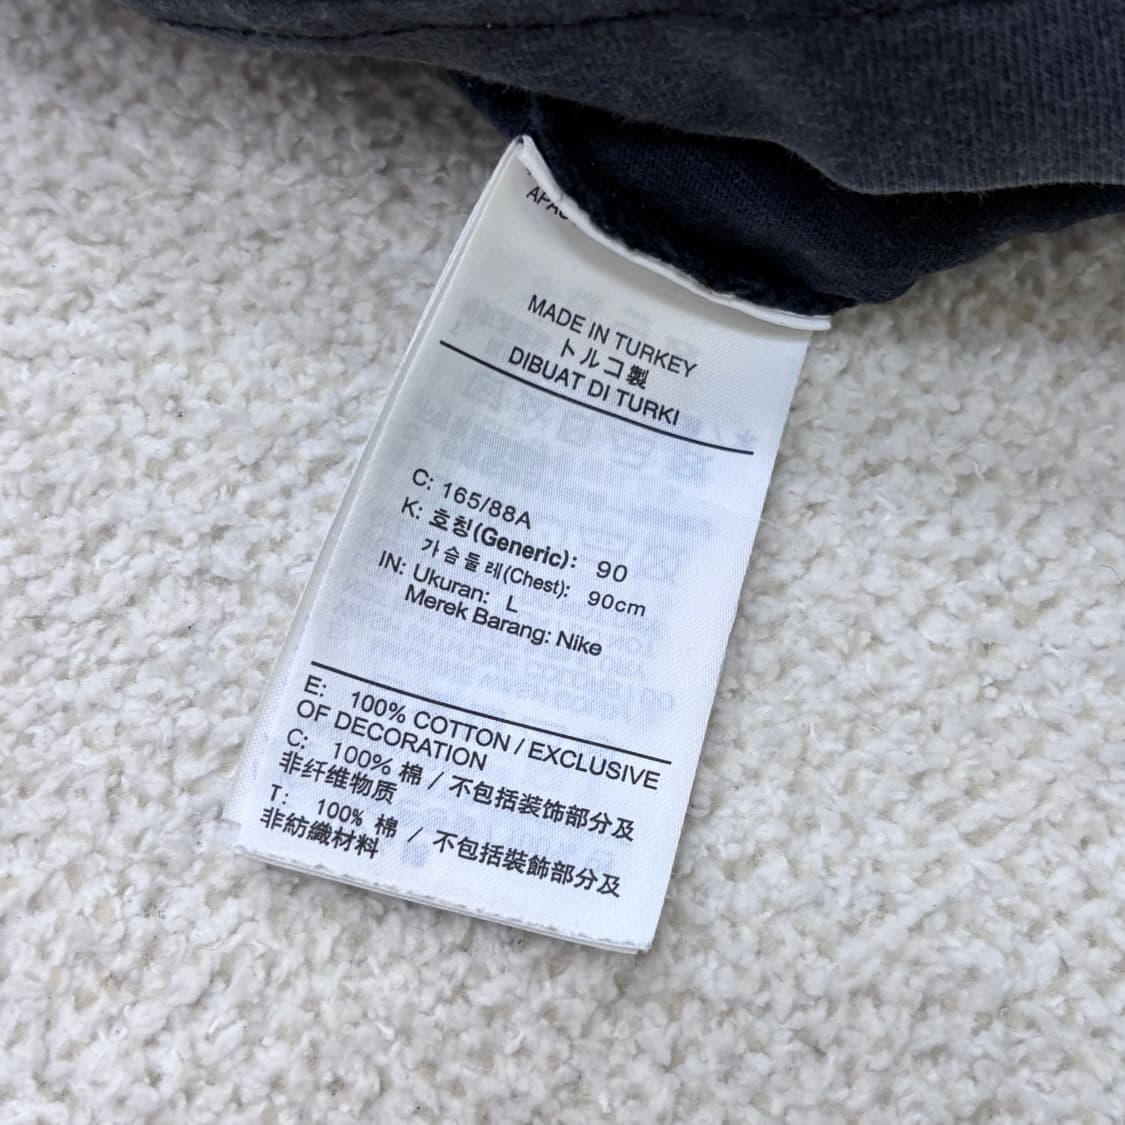 MADE IN TURKEY
トルコ製
DIBUAT DI TURKI
C: 165/88A
K: 호칭(Generic): 90
가슴둘레(Chest): 90cm
IN: Ukuran: L
Merek Barang: Nike
E: 100% COTTON / EXCLUSIVE
OF DECORATION
C: 100% 棉 / 不包括装饰部分及
非纤维物质
T: 100% 棉 / 不包括裝飾部分及
非紡織材料